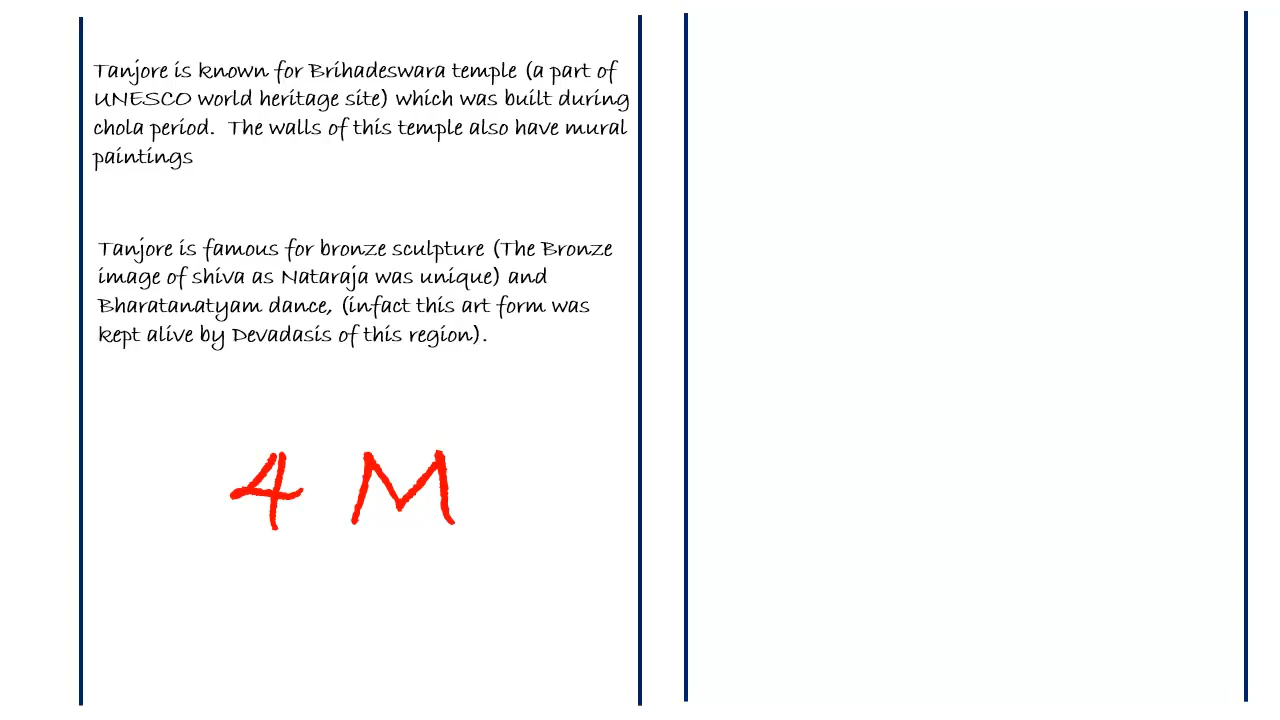 Tanjore is known for Brihadeswara temple (a part of
UNESCO world heritage site) which was built during
chola period. The walls of this temple also have mural
paintings
Tanjore is famous for bronze sculpture (The Bronze
image of shiva as Nataraja was unique) and
Bharatanatyam dance, (infact this art form was
kept alive by Devadasis of this region).
4 M